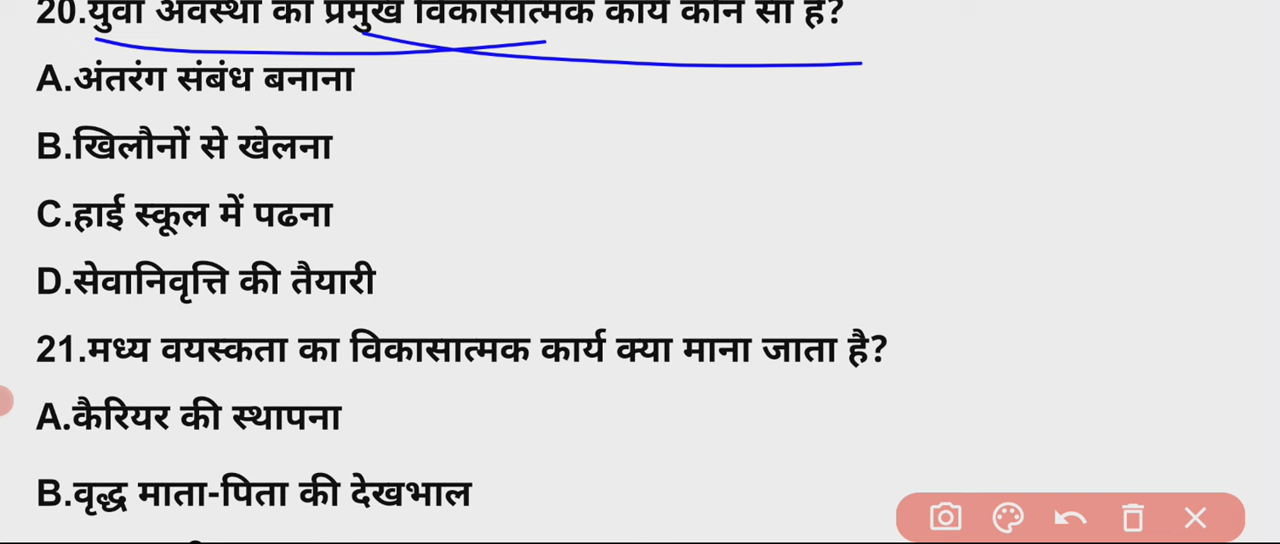 20.युवा अवस्था का प्रमुख विकासात्मक कार्य कौन सा है?
A.अंतरंग संबंध बनाना
B.खिलौनों से खेलना
C.हाई स्कूल में पढना
D.सेवानिवृत्ति की तैयारी
21.मध्य वयस्कता का विकासात्मक कार्य क्या माना जाता है?
A.कैरियर की स्थापना
B.वृद्ध माता-पिता की देखभाल